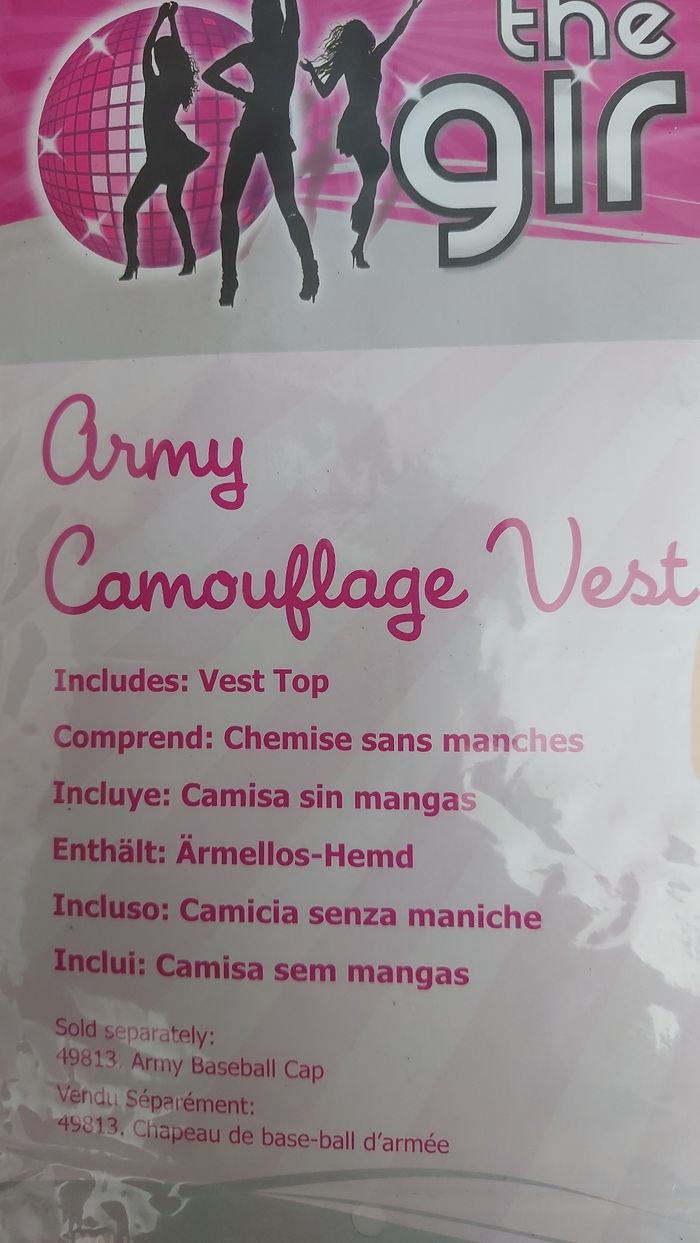 the
Army
Camouflage Vest
Includes: Vest Top
Comprend: Chemise sans manches
Incluye: Camisa sin mangas
Enthält: Ärmellos-Hemd
Incluso: Camicia senza maniche
Inclui: Camisa sem mangas
Sold separately:
49813. Army Baseball Cap
Vendu Séparément:
49813. Chapeau de base-ball d'armée